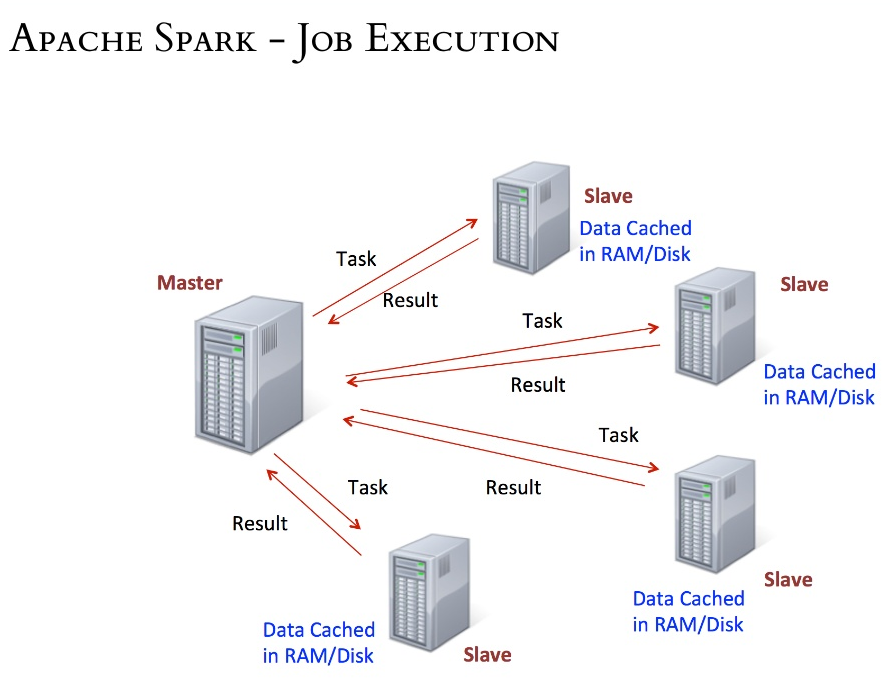 Apache Spark – Job Execution
Slave
Data Cached
in RAM/Disk
Task
Master
Result
Slave
Task
Data Cached
in RAM/Disk
Result
Task
Task
Result
Result
Slave
Data Cached
in RAM/Disk
Data Cached
in RAM/Disk
Slave